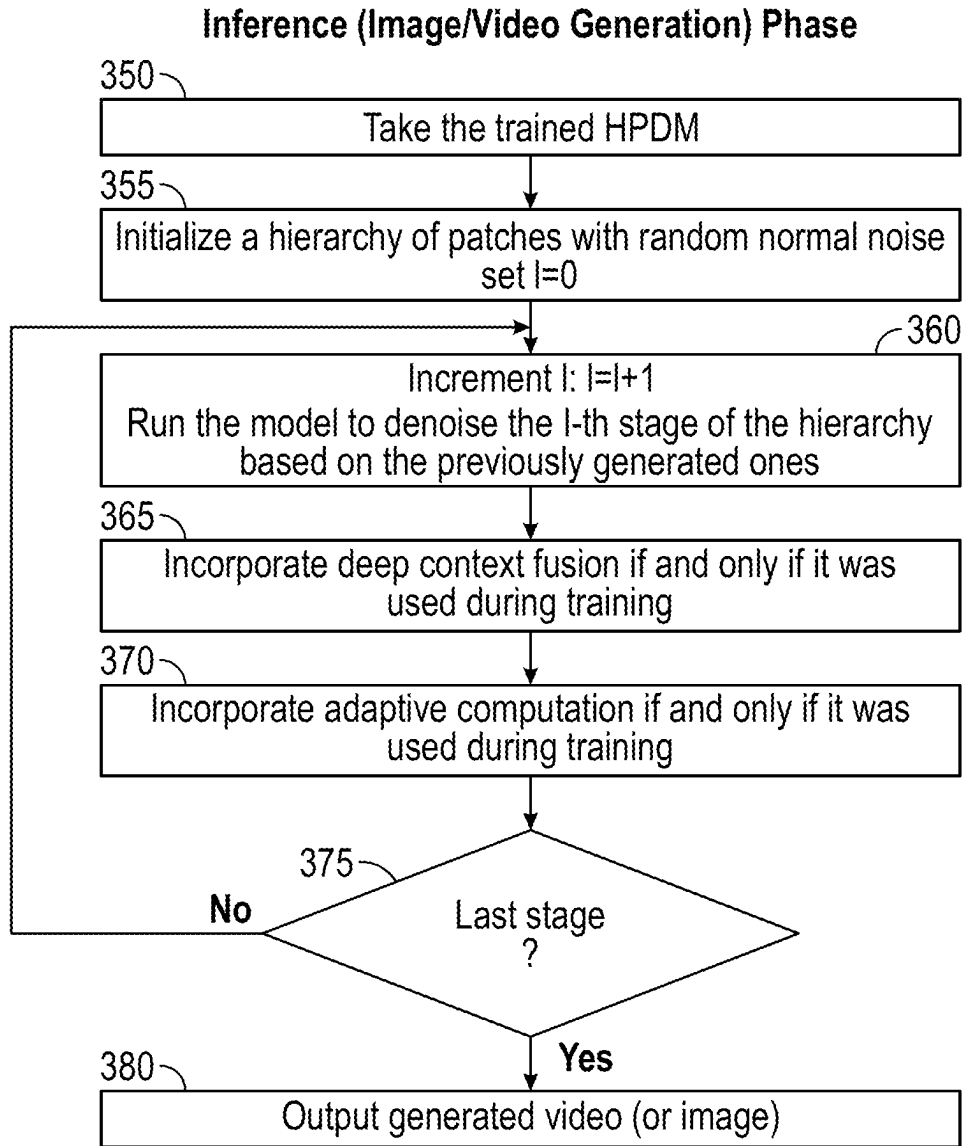 Inference (Image/Video Generation) Phase
350
Take the trained HPDM
355
Initialize a hierarchy of patches with random normal noise
set l=0
360
Increment l: l=l+1
Run the model to denoise the l-th stage of the hierarchy
based on the previously generated ones
365
Incorporate deep context fusion if and only if it was
used during training
370
Incorporate adaptive computation if and only if it was
used during training
375
No
Last stage
?
Yes
380
Output generated video (or image)